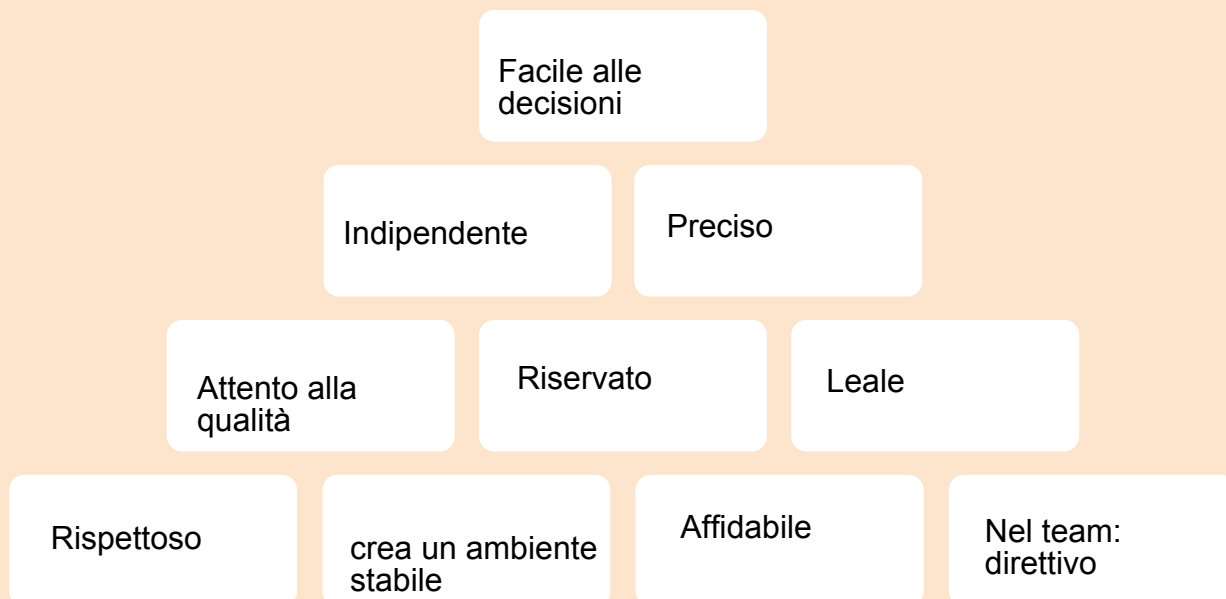 Facile alle
decisioni
Indipendente
Preciso
Attento alla
qualità
Riservato
Leale
Rispettoso
crea un ambiente
stabile
Affidabile
Nel team:
direttivo